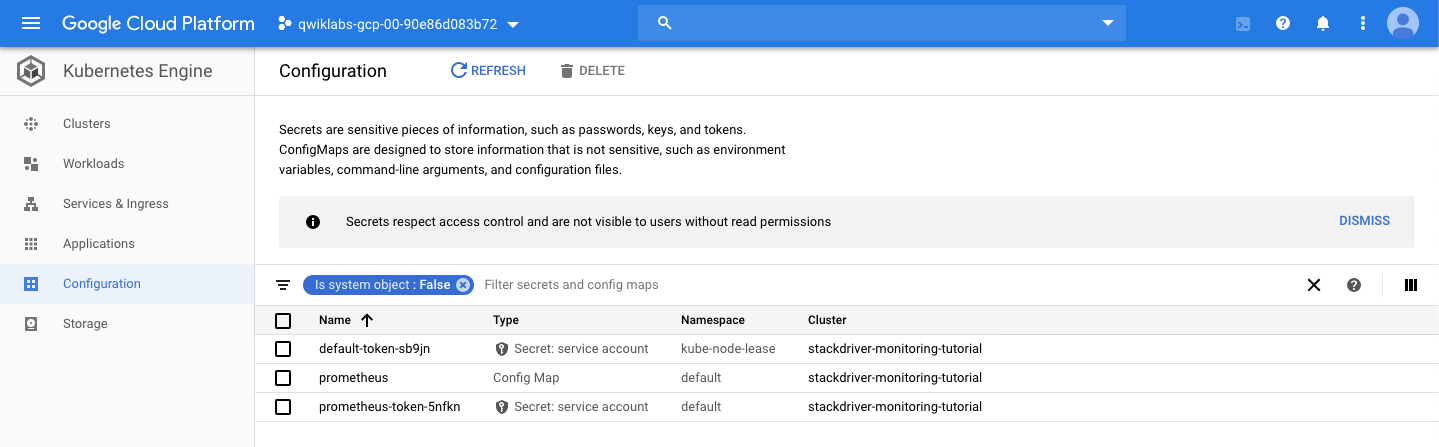 Google Cloud Platform
qwiklabs-gcp-00-90e86d083b72
Kubernetes Engine
Clusters
Workloads
Services & Ingress
Applications
Configuration
Storage
Configuration
REFRESH
DELETE
Secrets are sensitive pieces of information, such as passwords, keys, and tokens.
ConfigMaps are designed to store information that is not sensitive, such as environment
variables, command-line arguments, and configuration files.
Secrets respect access control and are not visible to users without read permissions
DISMISS
Is system object : False Filter secrets and config maps
Name Type Namespace Cluster
default-token-sb9jn Secret: service account kube-node-lease stackdriver-monitoring-tutorial
prometheus Config Map default stackdriver-monitoring-tutorial
prometheus-token-5nfkn Secret: service account default stackdriver-monitoring-tutorial